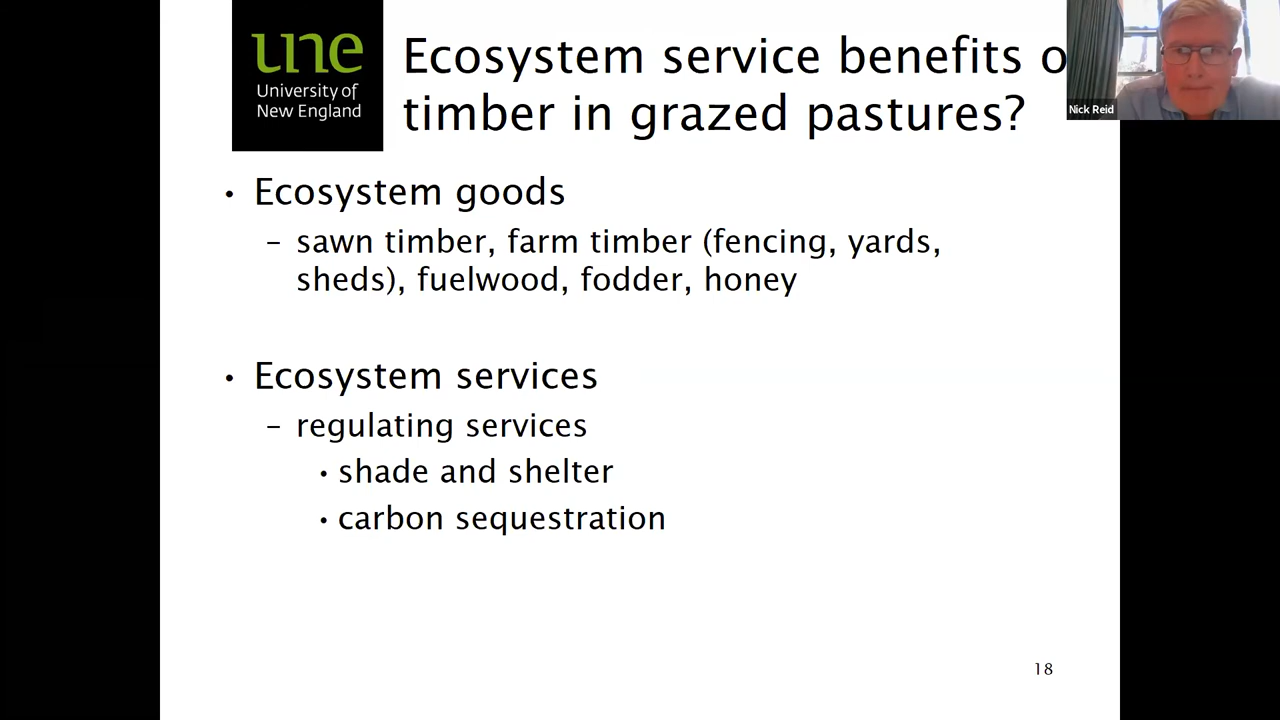 une
University of
New England
Ecosystem service benefits o
timber in grazed pastures?
Nick Reid
• Ecosystem goods
– sawn timber, farm timber (fencing, yards,
sheds), fuelwood, fodder, honey
• Ecosystem services
– regulating services
• shade and shelter
• carbon sequestration
18